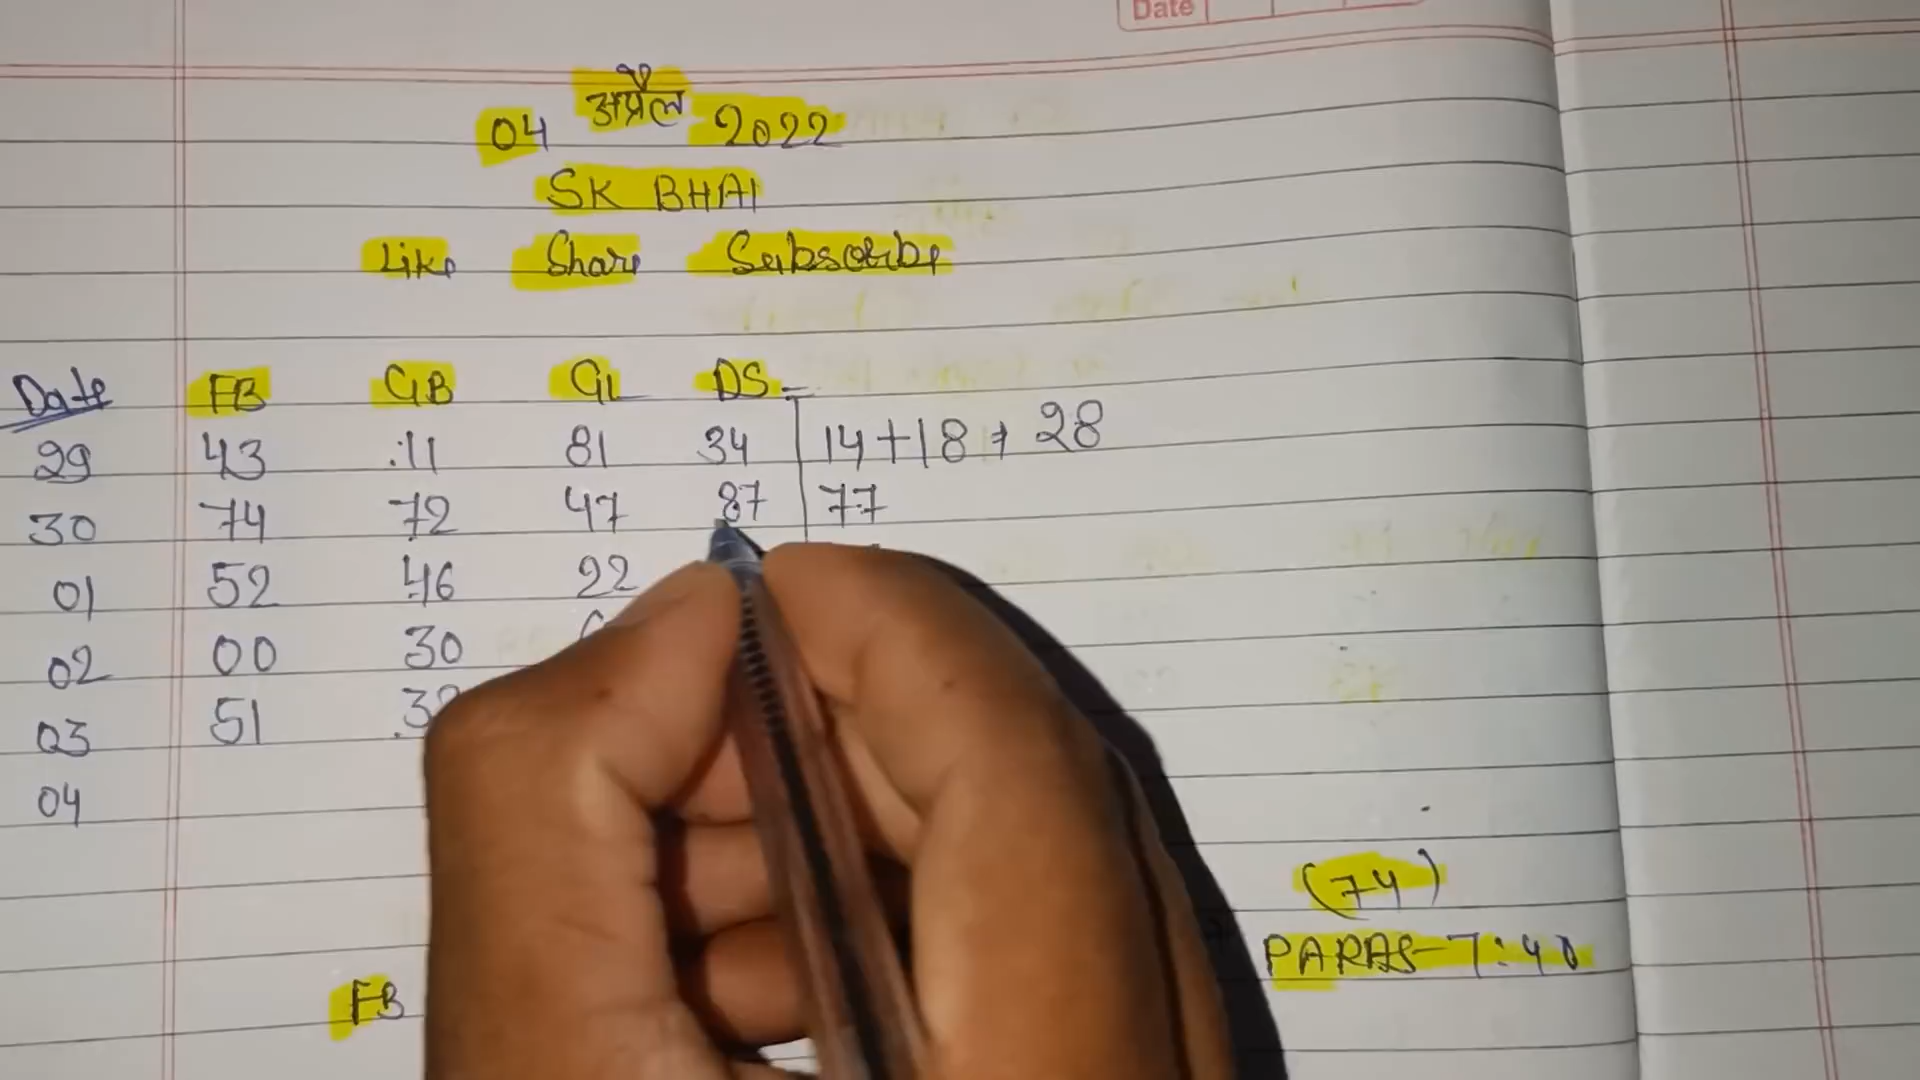 Date
04 अप्रैल 2022
SK BHAI
Like Share Subscribe
Date FB GB GL DS
29 43 11 81 34 14+18 → 28
30 74 72 47 87 77
01 52 46 22
02 00 30
03 51
04
(74)
PARAS-7:40
FB